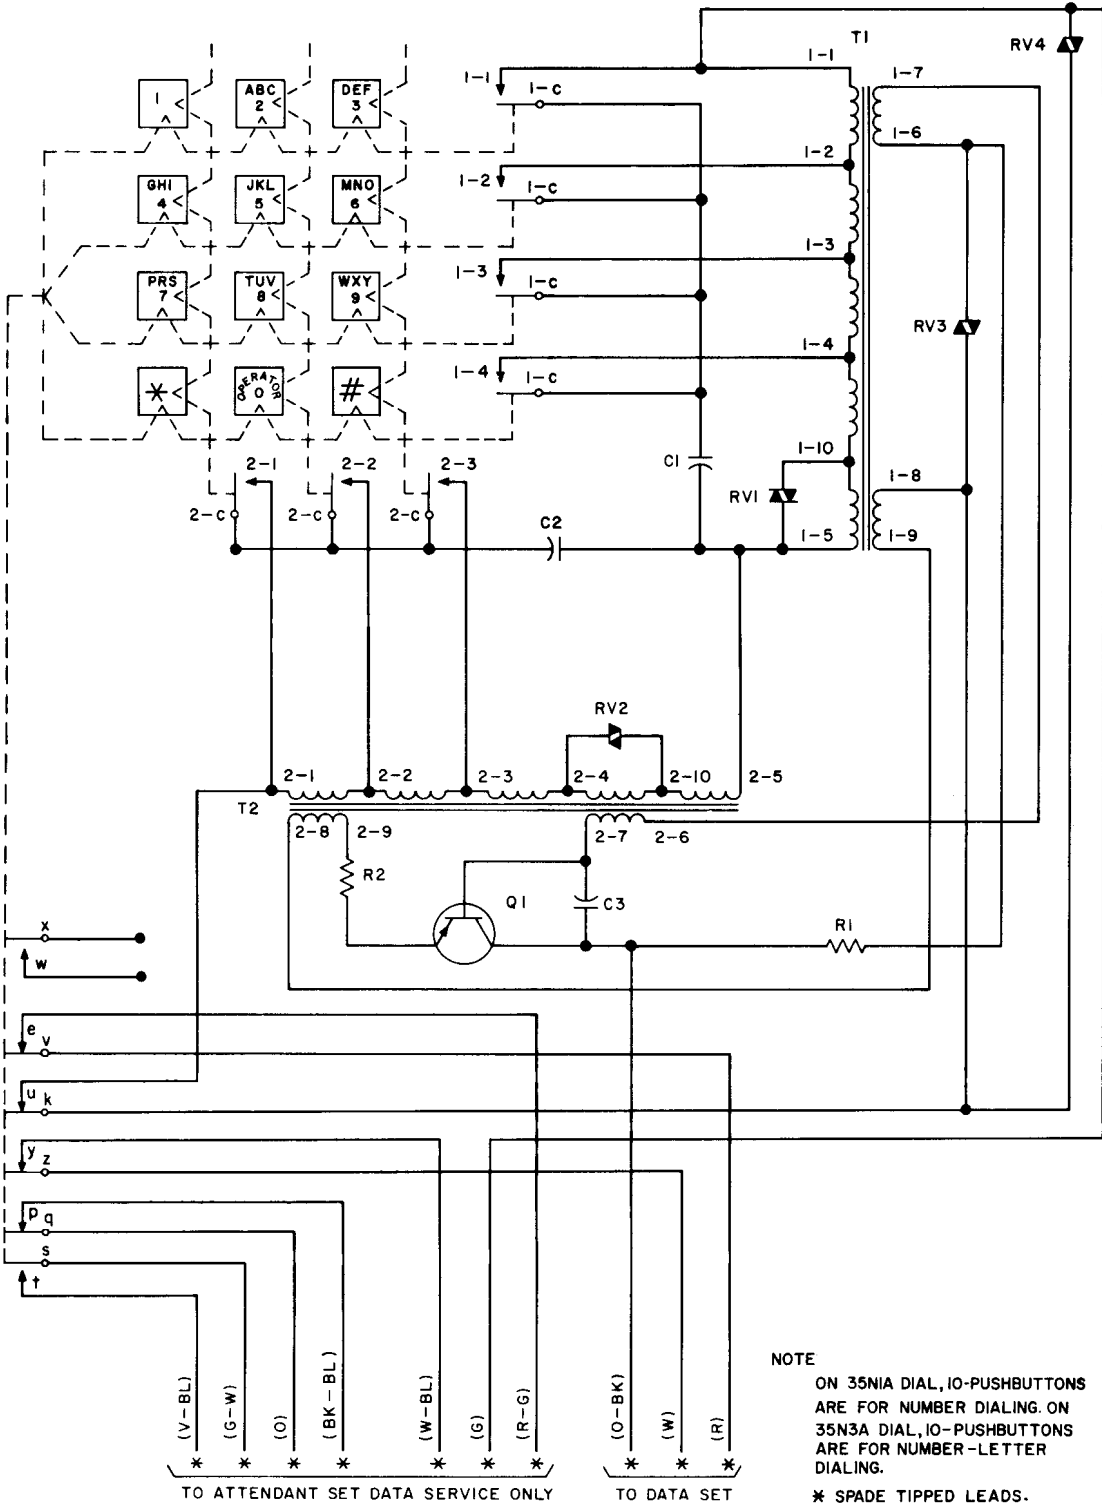 RV4
T1
1-1
1-7
1-1
1-C
1
ABC
2
DEF
3
1-6
1-2
1-2
1-C
GHI
4
JKL
5
MNO
6
1-3
1-3
1-C
PRS
7
TUV
8
WXY
9
RV3
1-4
1-4
1-C
*
OPERATOR
0
#
C1
1-10
1-8
2-1
2-2
2-3
RV1
2-C
2-C
2-C
C2
1-5
1-9
RV2
2-1
2-2
2-3
2-4
2-10
2-5
T2
2-8
2-9
2-7
2-6
R2
Q1
C3
R1
x
w
e
v
u
k
y
z
p
q
s
t
(V-BL)
(G-W)
(O)
(BK-BL)
(W-BL)
(G)
(R-G)
(O-BK)
(W)
(R)
* * * * * * * * * *
TO ATTENDANT SET DATA SERVICE ONLY
TO DATA SET
NOTE
ON 35N1A DIAL, 10-PUSHBUTTONS
ARE FOR NUMBER DIALING. ON
35N3A DIAL, 10-PUSHBUTTONS
ARE FOR NUMBER-LETTER
DIALING.
* SPADE TIPPED LEADS.